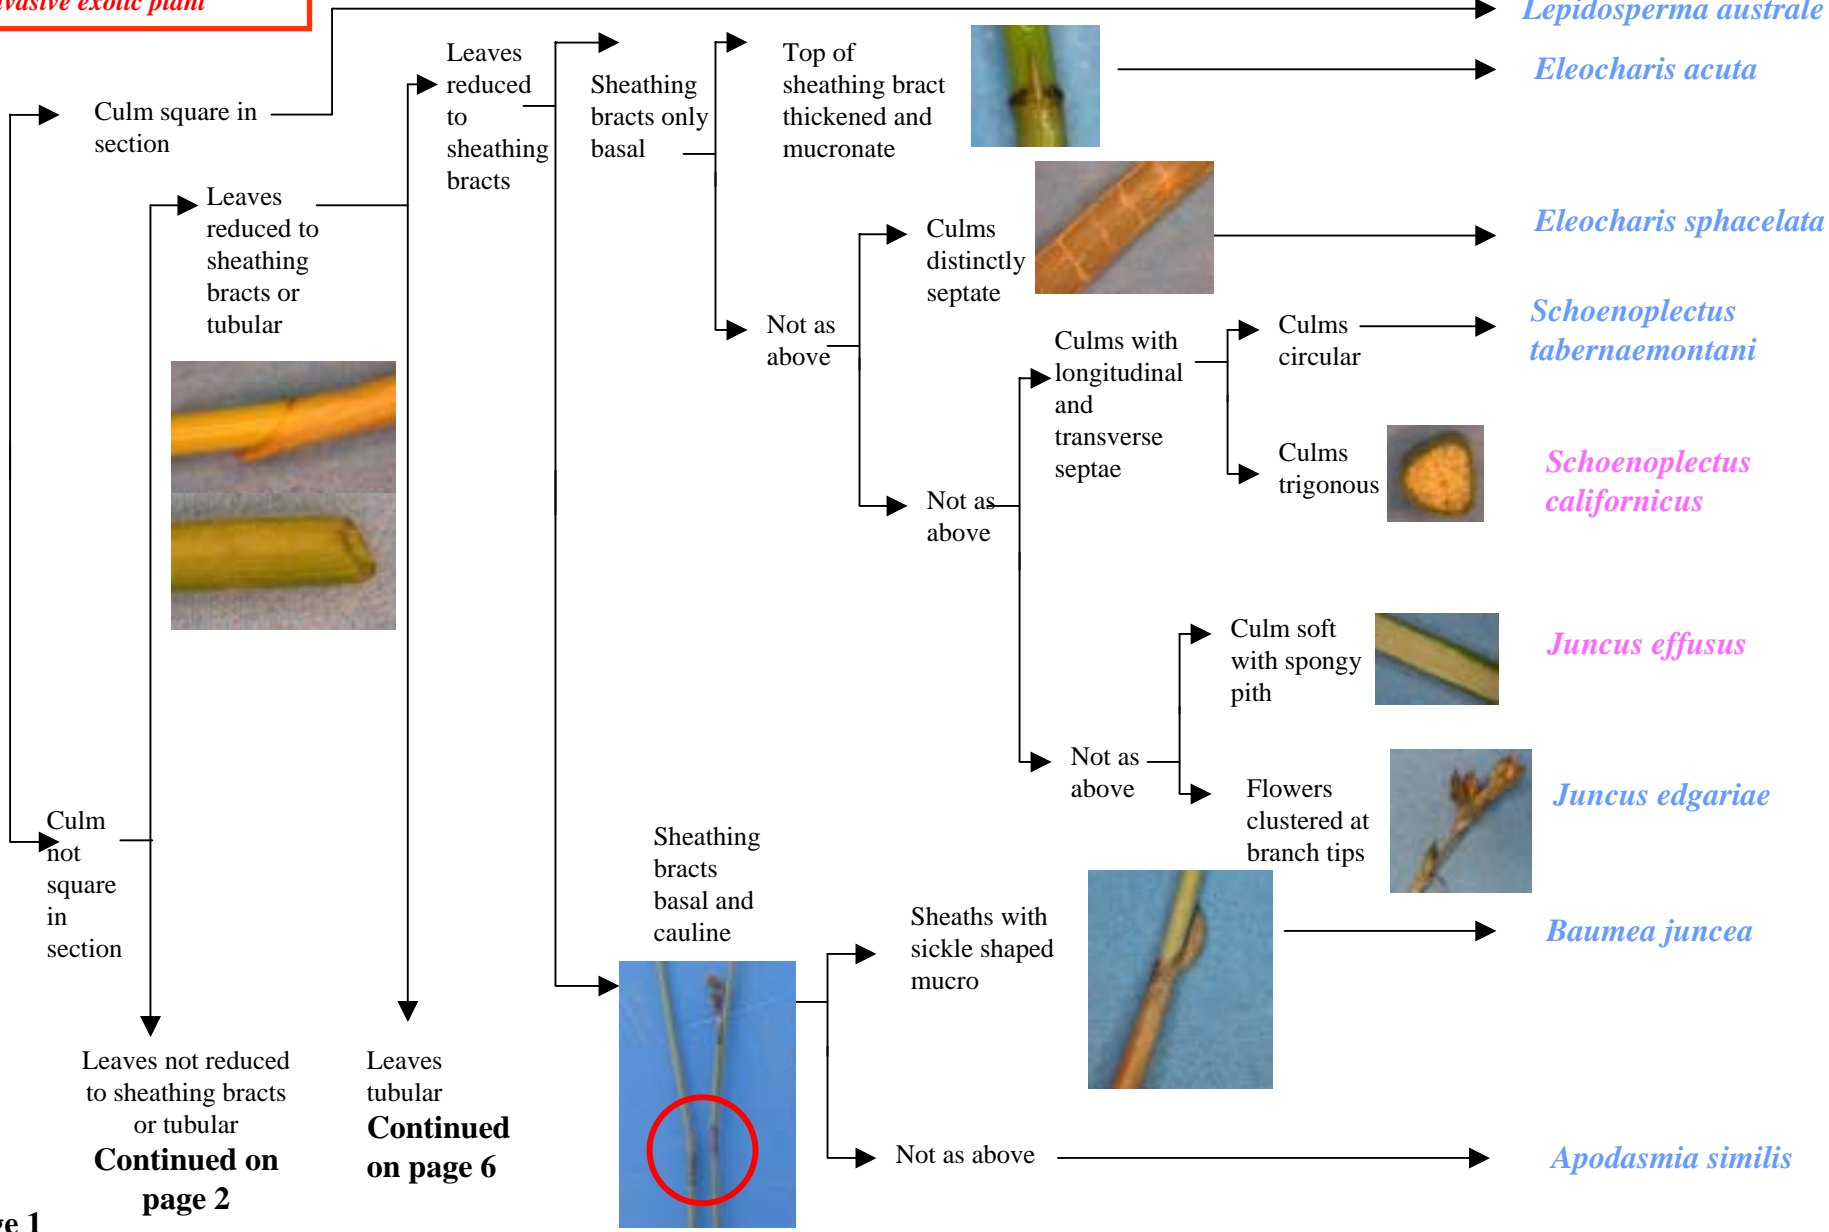 exotic plant
Lepidosperma australe
Leaves
reduced
to
sheathing
bracts
Sheathing
bracts only
basal
Top of
sheathing bract
thickened and
mucronate
Eleocharis acuta
Culm square in
section
Leaves
reduced to
sheathing
bracts or
tubular
Culms
distinctly
septate
Eleocharis sphacelata
Not as
above
Culms with
longitudinal
and
transverse
septae
Culms
circular
Schoenoplectus
tabernaemontani
Culms
trigonous
Schoenoplectus
californicus
Not as
above
Culm soft
with spongy
pith
Juncus effusus
Not as
above
Flowers
clustered at
branch tips
Juncus edgariae
Culm
not
square
in
section
Sheathing
bracts
basal and
cauline
Sheaths with
sickle shaped
mucro
Baumea juncea
Leaves not reduced
to sheathing bracts
or tubular
Continued on
page 2
Leaves
tubular
Continued
on page 6
Not as above
Apodasmia similis
1